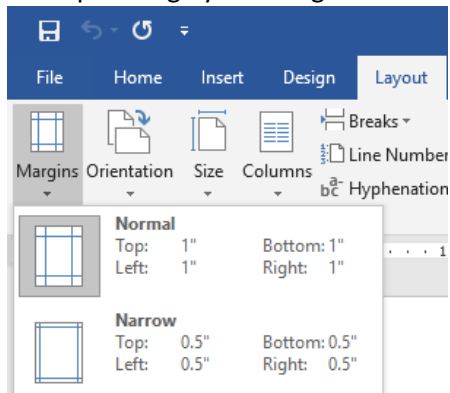 File Home Insert Design Layout
Breaks
Line Number
Hyphenation
Margins Orientation Size Columns
Normal
Top: 1" Bottom: 1"
Left: 1" Right: 1"
Narrow
Top: 0.5" Bottom: 0.5"
Left: 0.5" Right: 0.5"
1